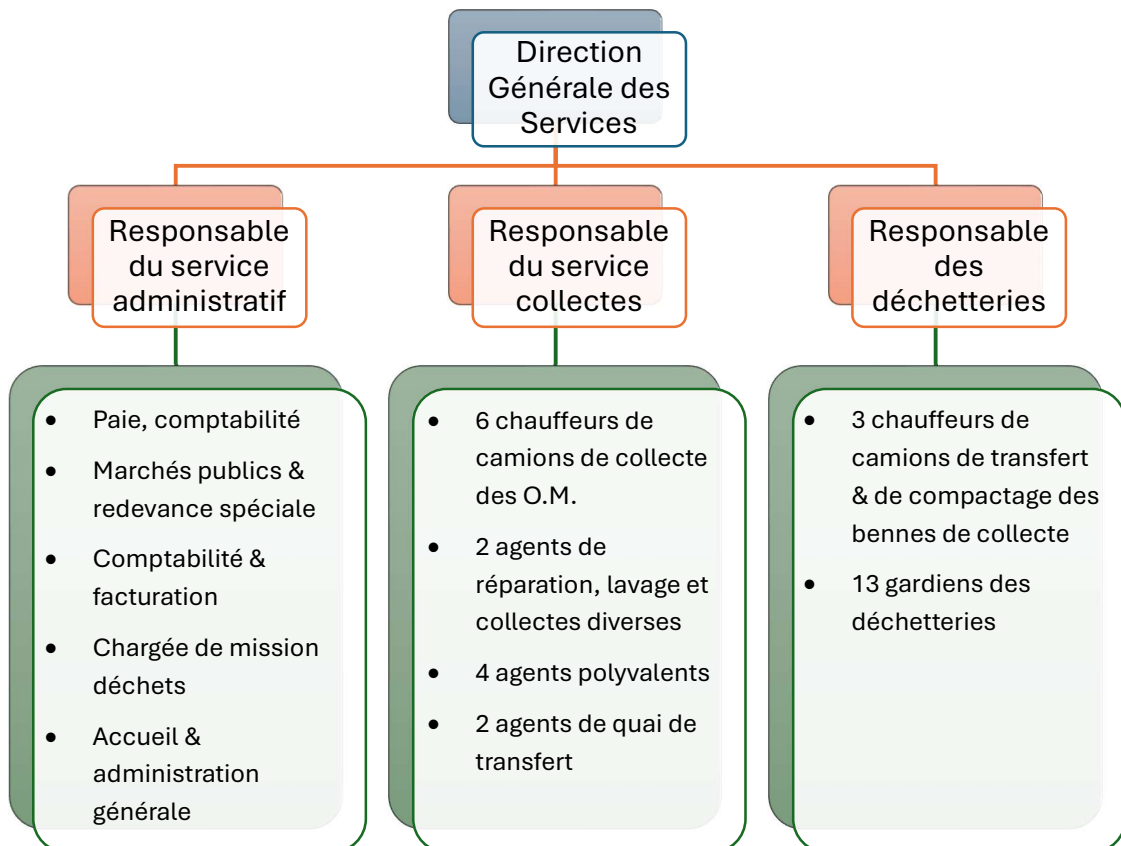 Direction
Générale des
Services
Responsable
du service
administratif
Responsable
du service
collectes
Responsable
des
déchetteries
• Paie, comptabilité
• Marchés publics &
redevance spéciale
• Comptabilité &
facturation
• Chargée de mission
déchets
• Accueil &
administration
générale
• 6 chauffeurs de
camions de collecte
des O.M.
• 2 agents de
réparation, lavage et
collectes diverses
• 4 agents polyvalents
• 2 agents de quai de
transfert
• 3 chauffeurs de
camions de transfert
& de compactage des
bennes de collecte
• 13 gardiens des
déchetteries